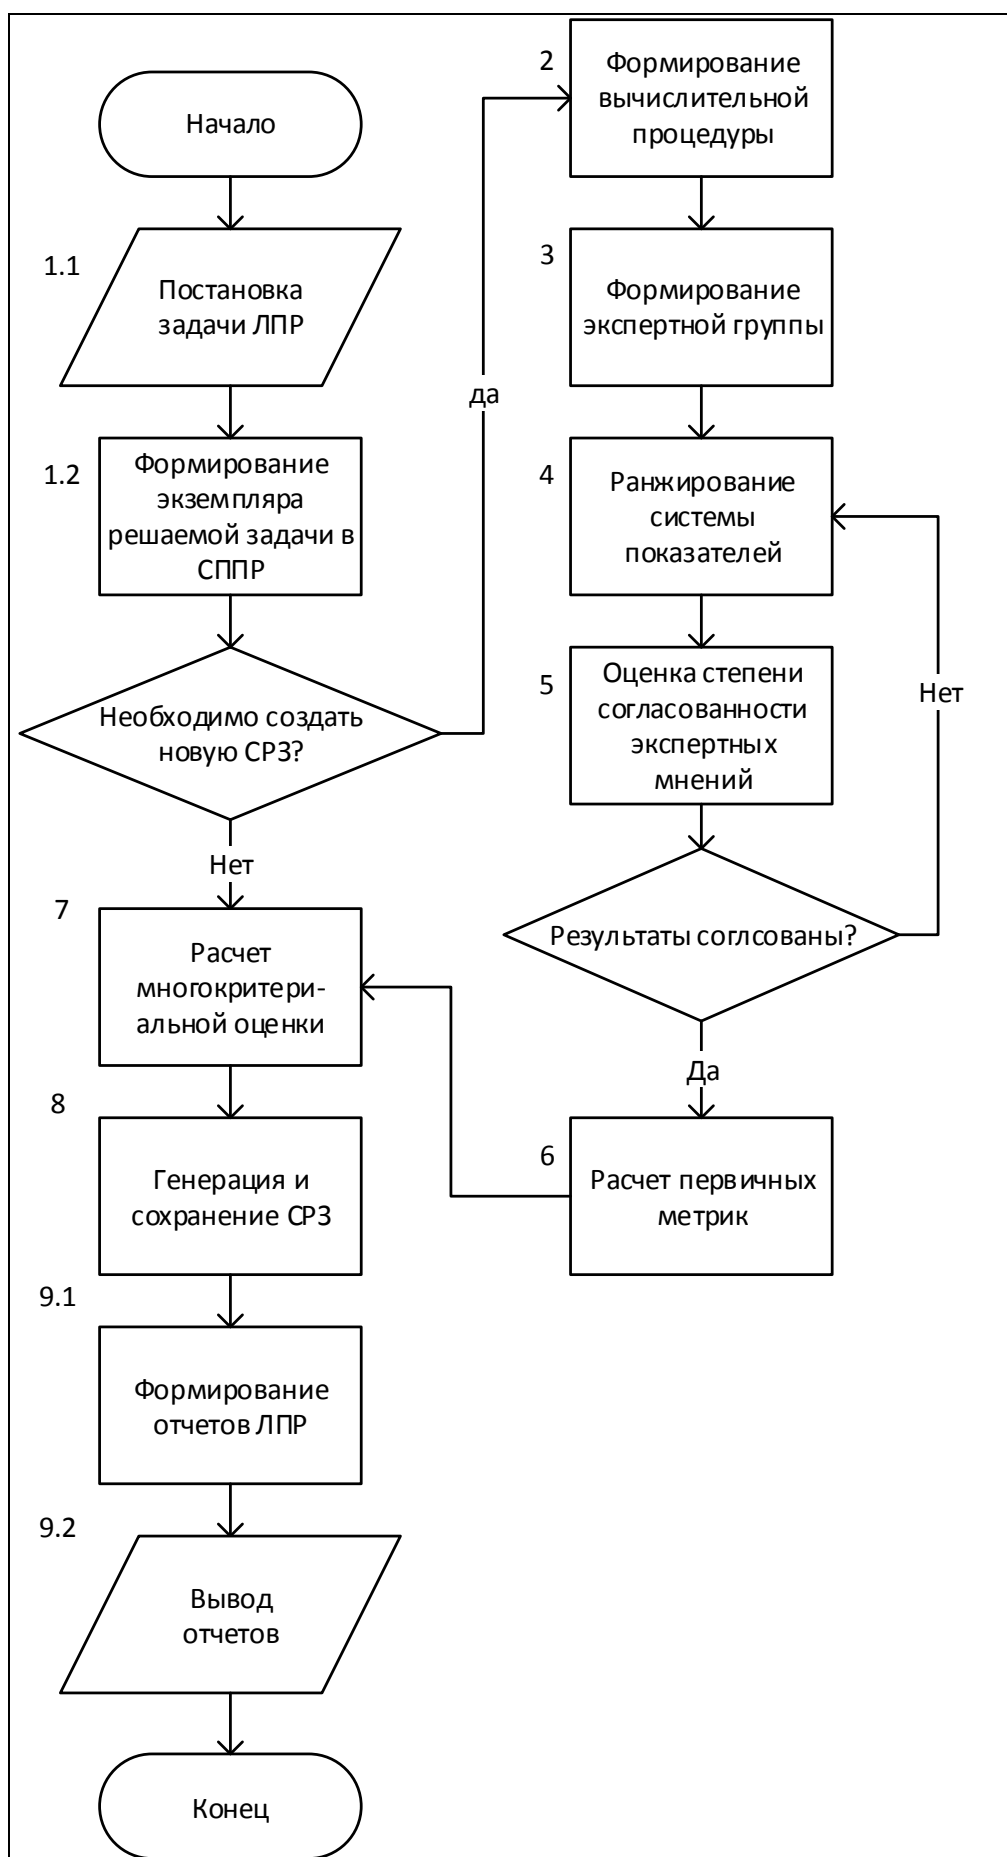 Начало
1.1
Постановка
задачи ЛПР
1.2
Формирование
экземпляра
решаемой задачи в
СППР
Необходимо создать
новую СРЗ?
да
Нет
2
Формирование
вычислительной
процедуры
3
Формирование
экспертной группы
4
Ранжирование
системы
показателей
5
Оценка степени
согласованности
экспертных
мнений
Нет
Результаты соглсованы?
Да
6
Расчет первичных
метрик
7
Расчет
многокритери-
альной оценки
8
Генерация и
сохранение СРЗ
9.1
Формирование
отчетов ЛПР
9.2
Вывод
отчетов
Конец